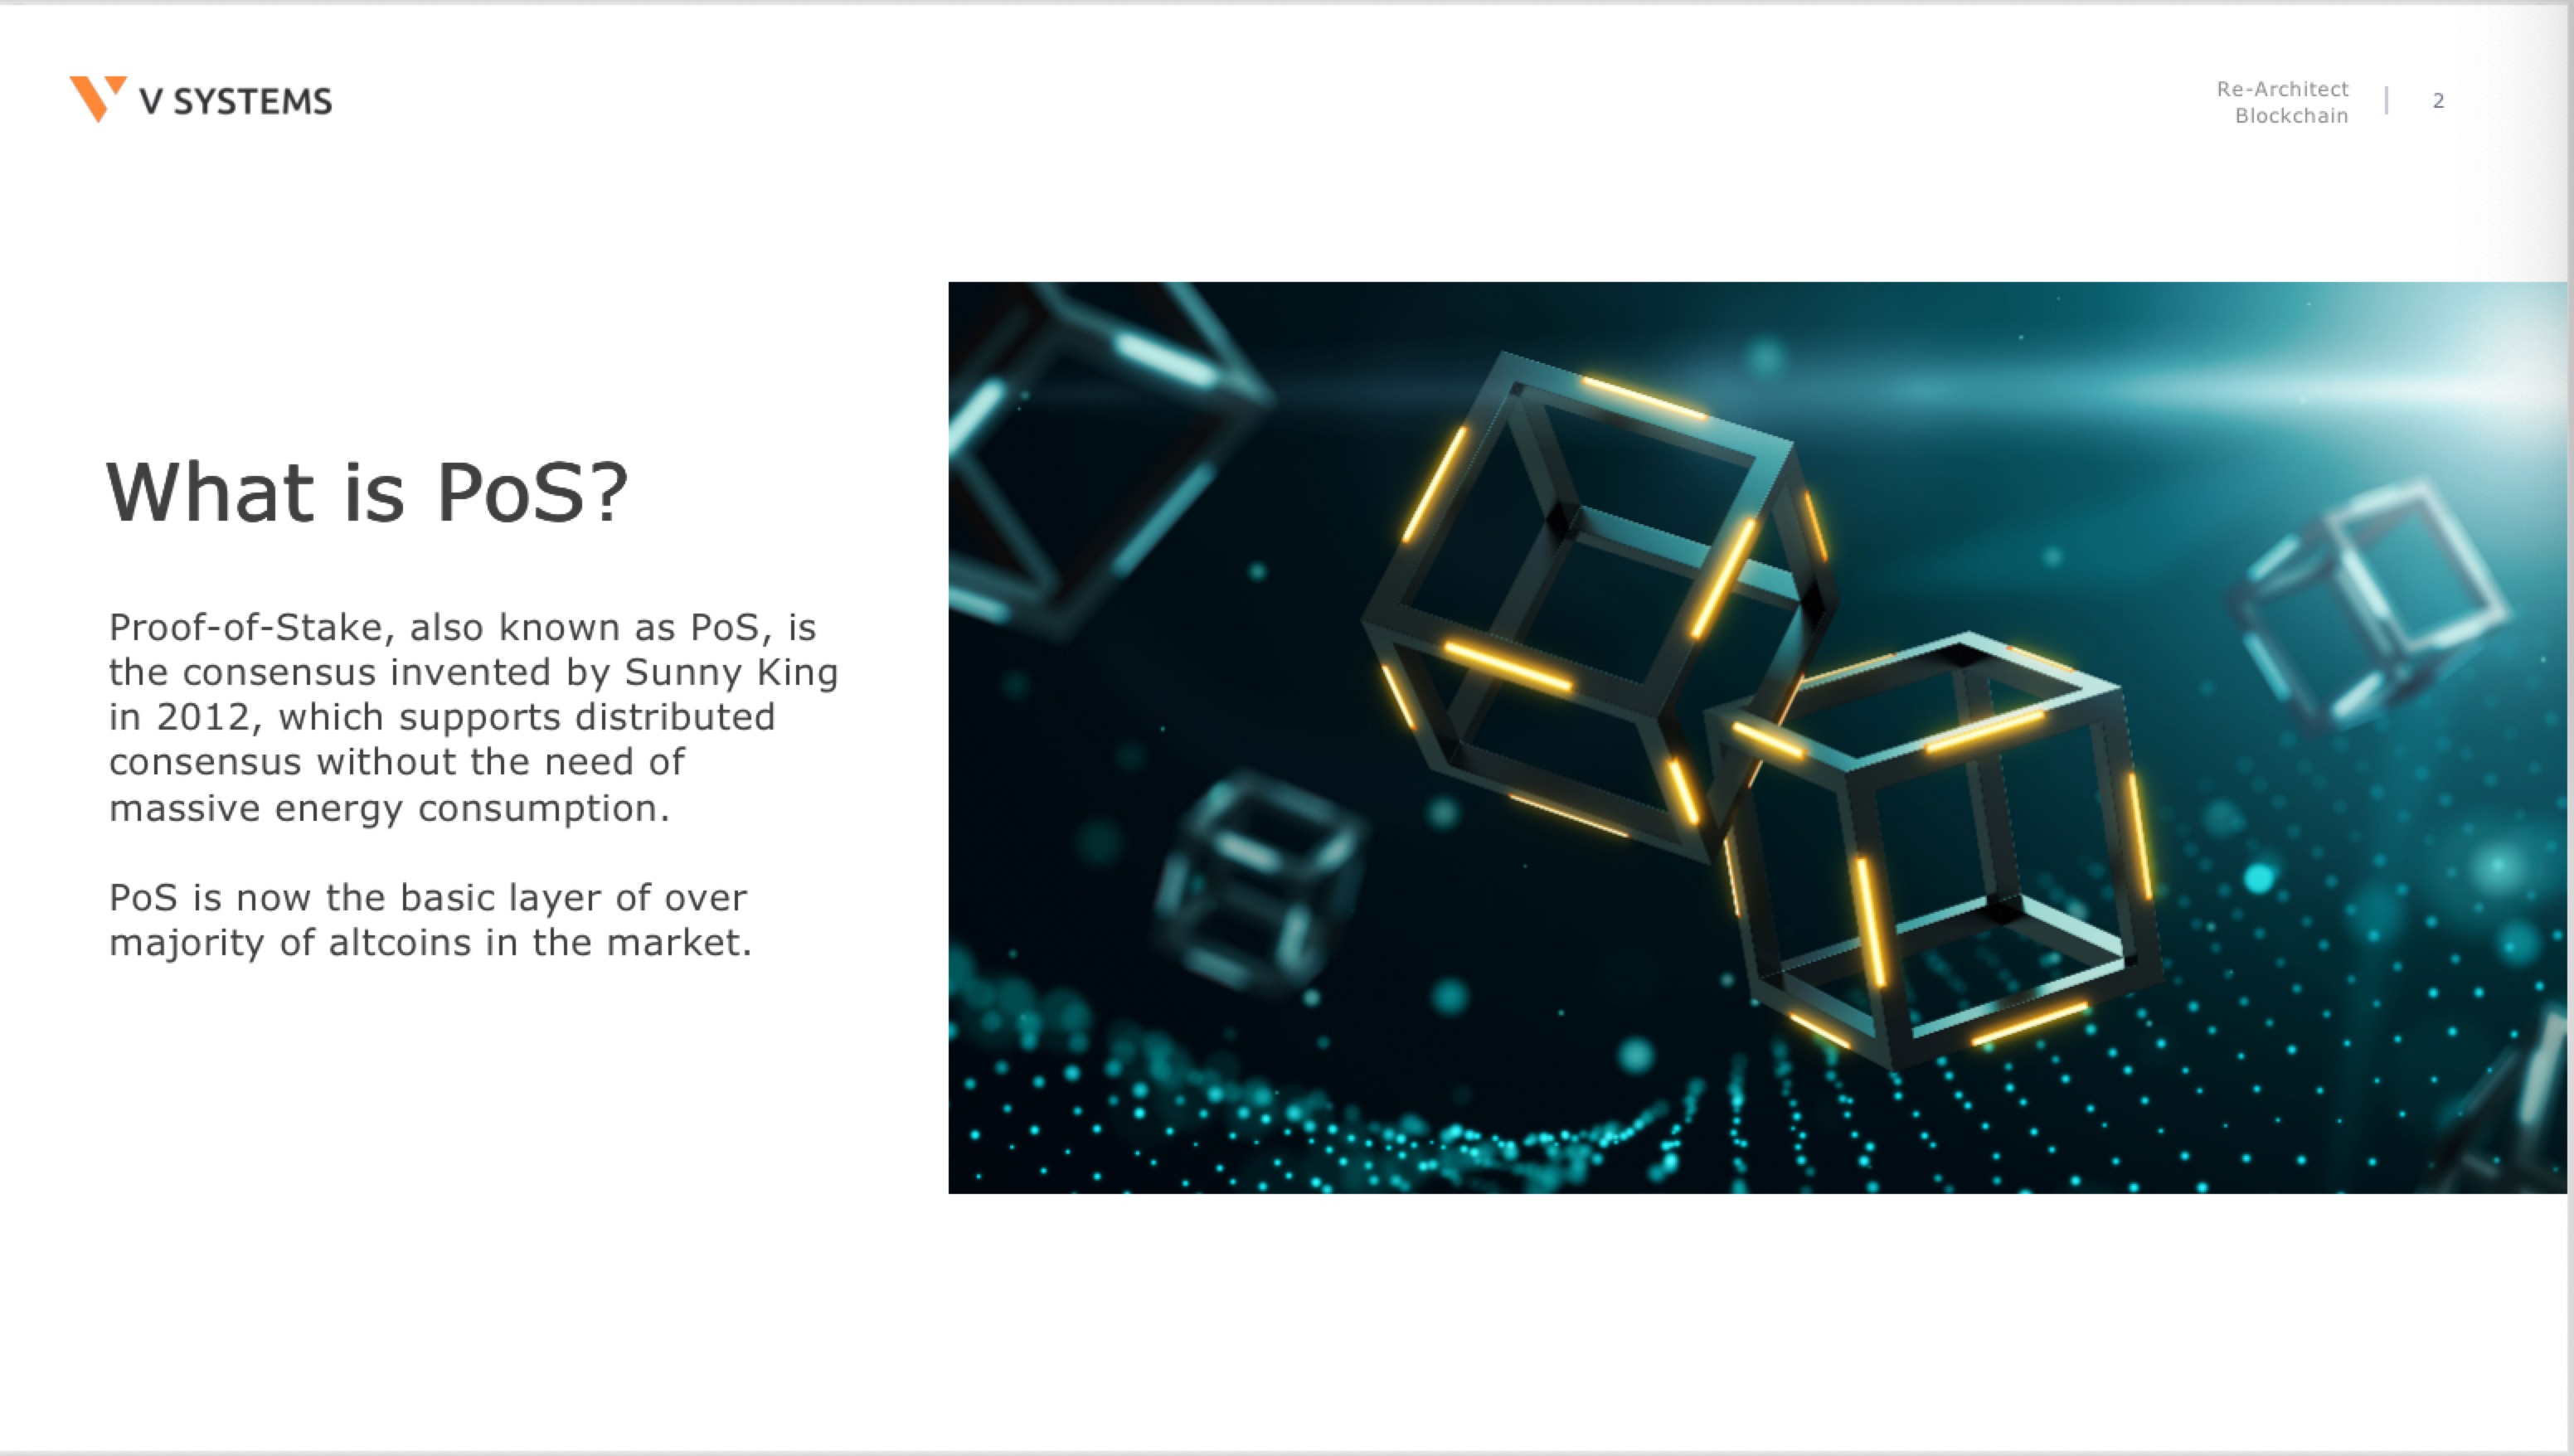 V SYSTEMS
Re-Architect
Blockchain
2
What is PoS?
Proof-of-Stake, also known as PoS, is
the consensus invented by Sunny King
in 2012, which supports distributed
consensus without the need of
massive energy consumption.
PoS is now the basic layer of over
majority of altcoins in the market.